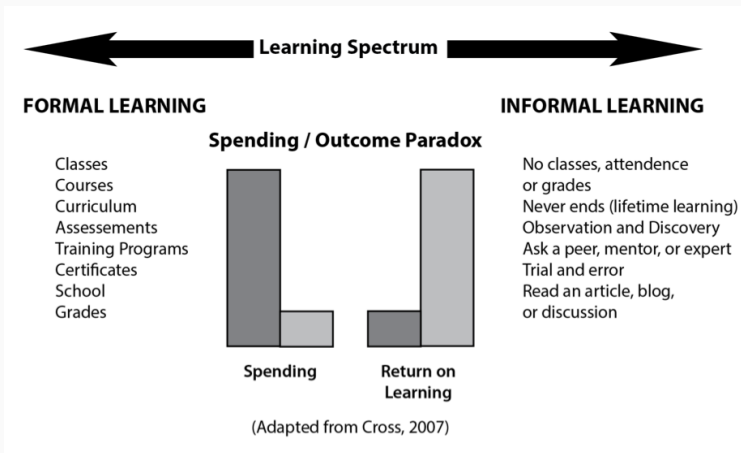 Learning Spectrum
FORMAL LEARNING
Classes
Courses
Curriculum
Assessements
Training Programs
Certificates
School
Grades
Spending / Outcome Paradox
Spending
Return on
Learning
(Adapted from Cross, 2007)
INFORMAL LEARNING
No classes, attendence
or grades
Never ends (lifetime learning)
Observation and Discovery
Ask a peer, mentor, or expert
Trial and error
Read an article, blog,
or discussion